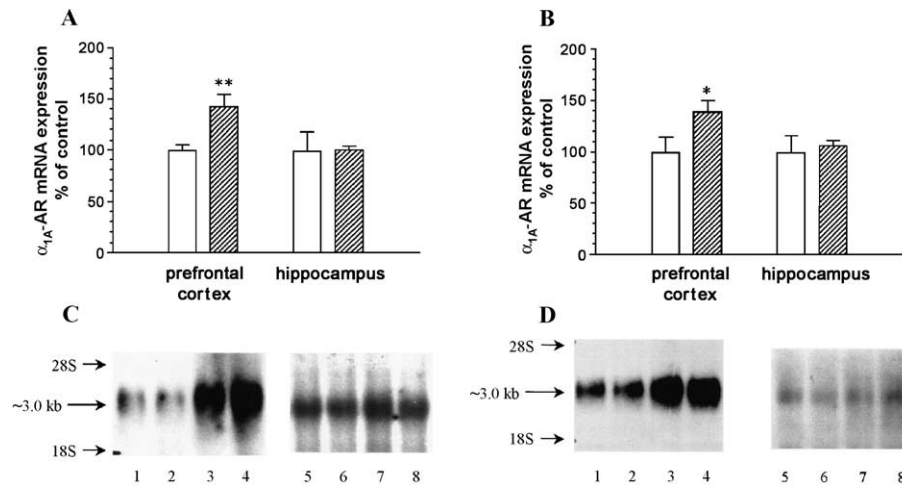 A
α1A-AR mRNA expression
% of control
200
150
100
50
0
**
prefrontal
cortex
hippocampus
B
α1A-AR mRNA expression
% of control
200
150
100
50
0
*
prefrontal
cortex
hippocampus
C
28S
~3.0 kb
18S
1 2 3 4 5 6 7 8
D
28S
~3.0 kb
18S
1 2 3 4 5 6 7 8